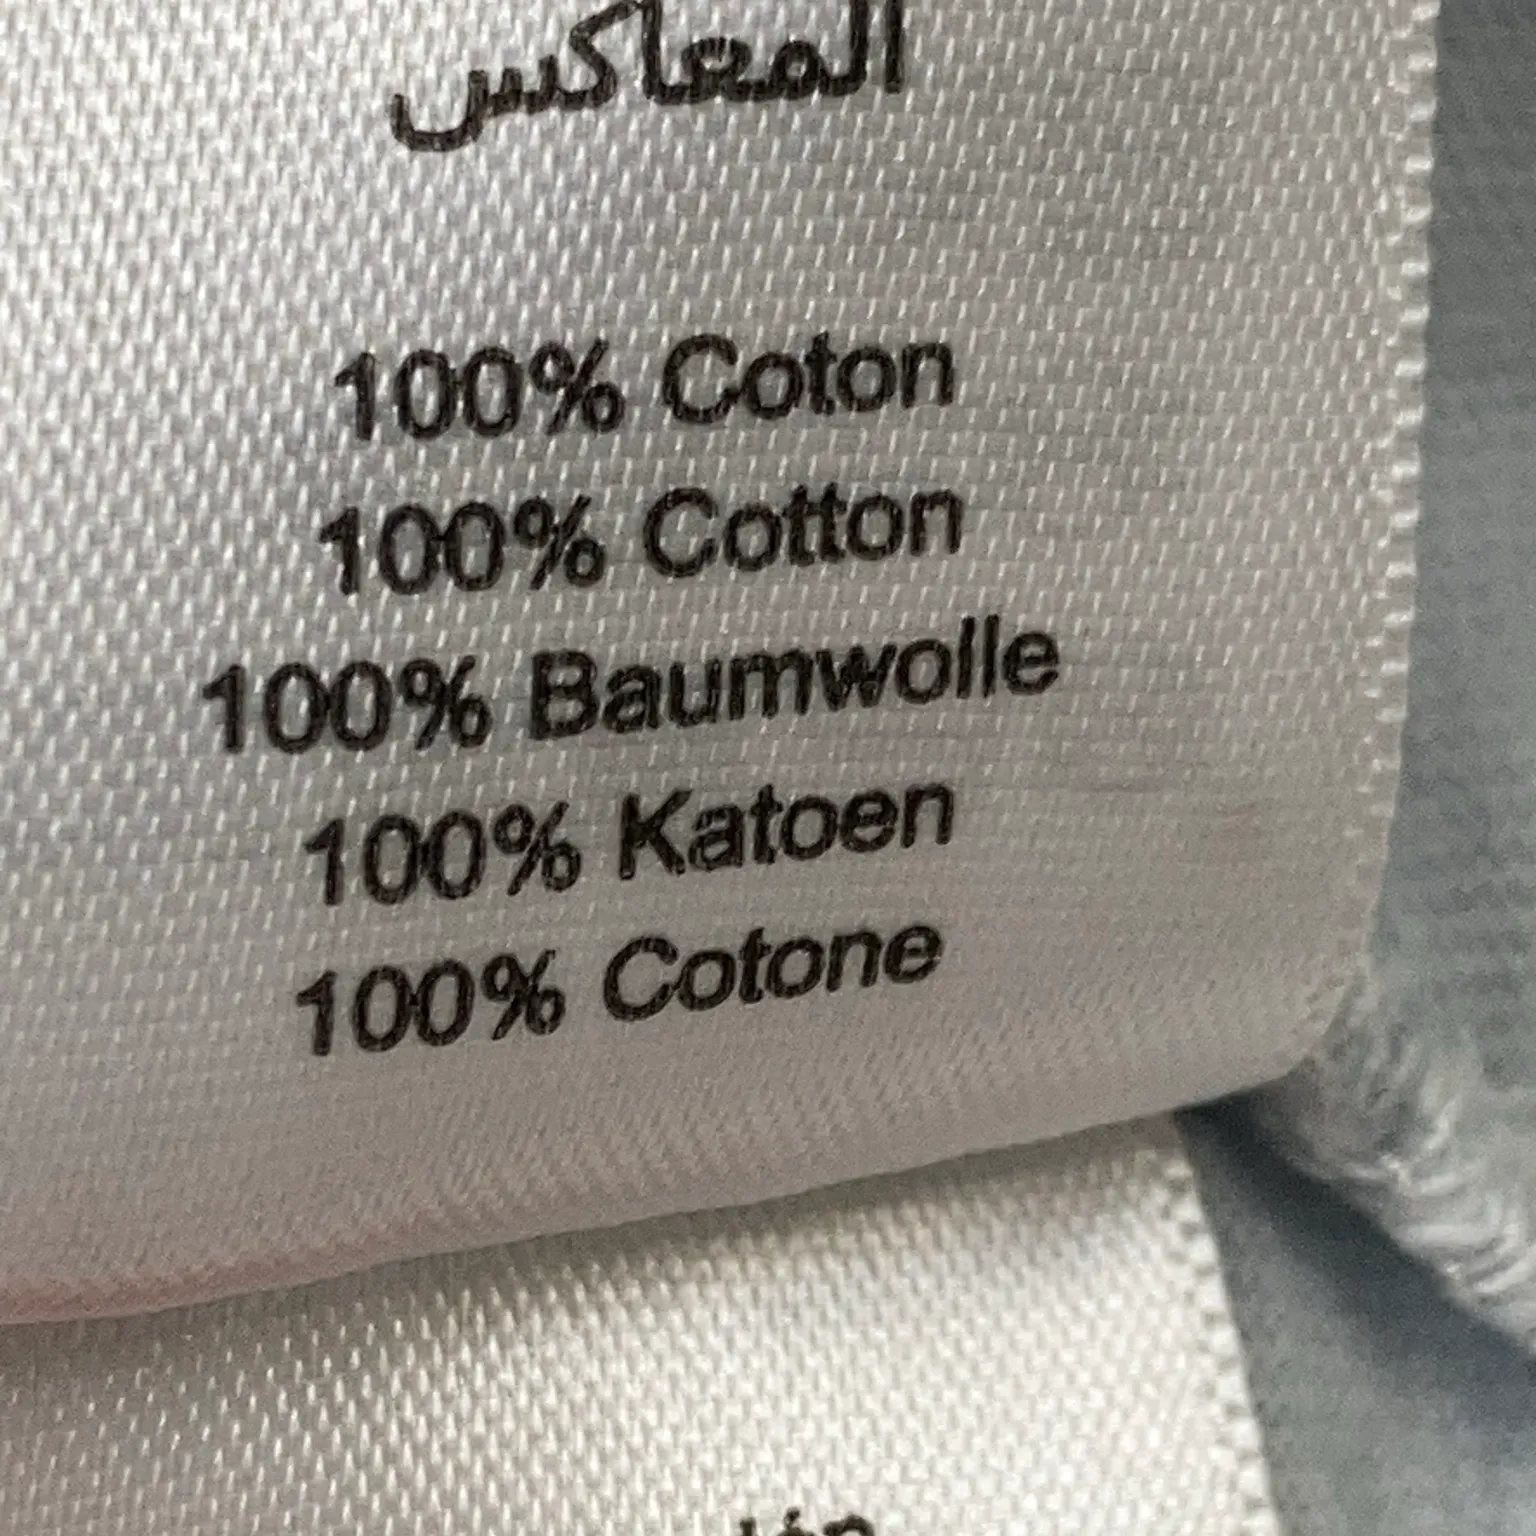 المعاكس
100% Coton
100% Cotton
100% Baumwolle
100% Katoen
100% Cotone